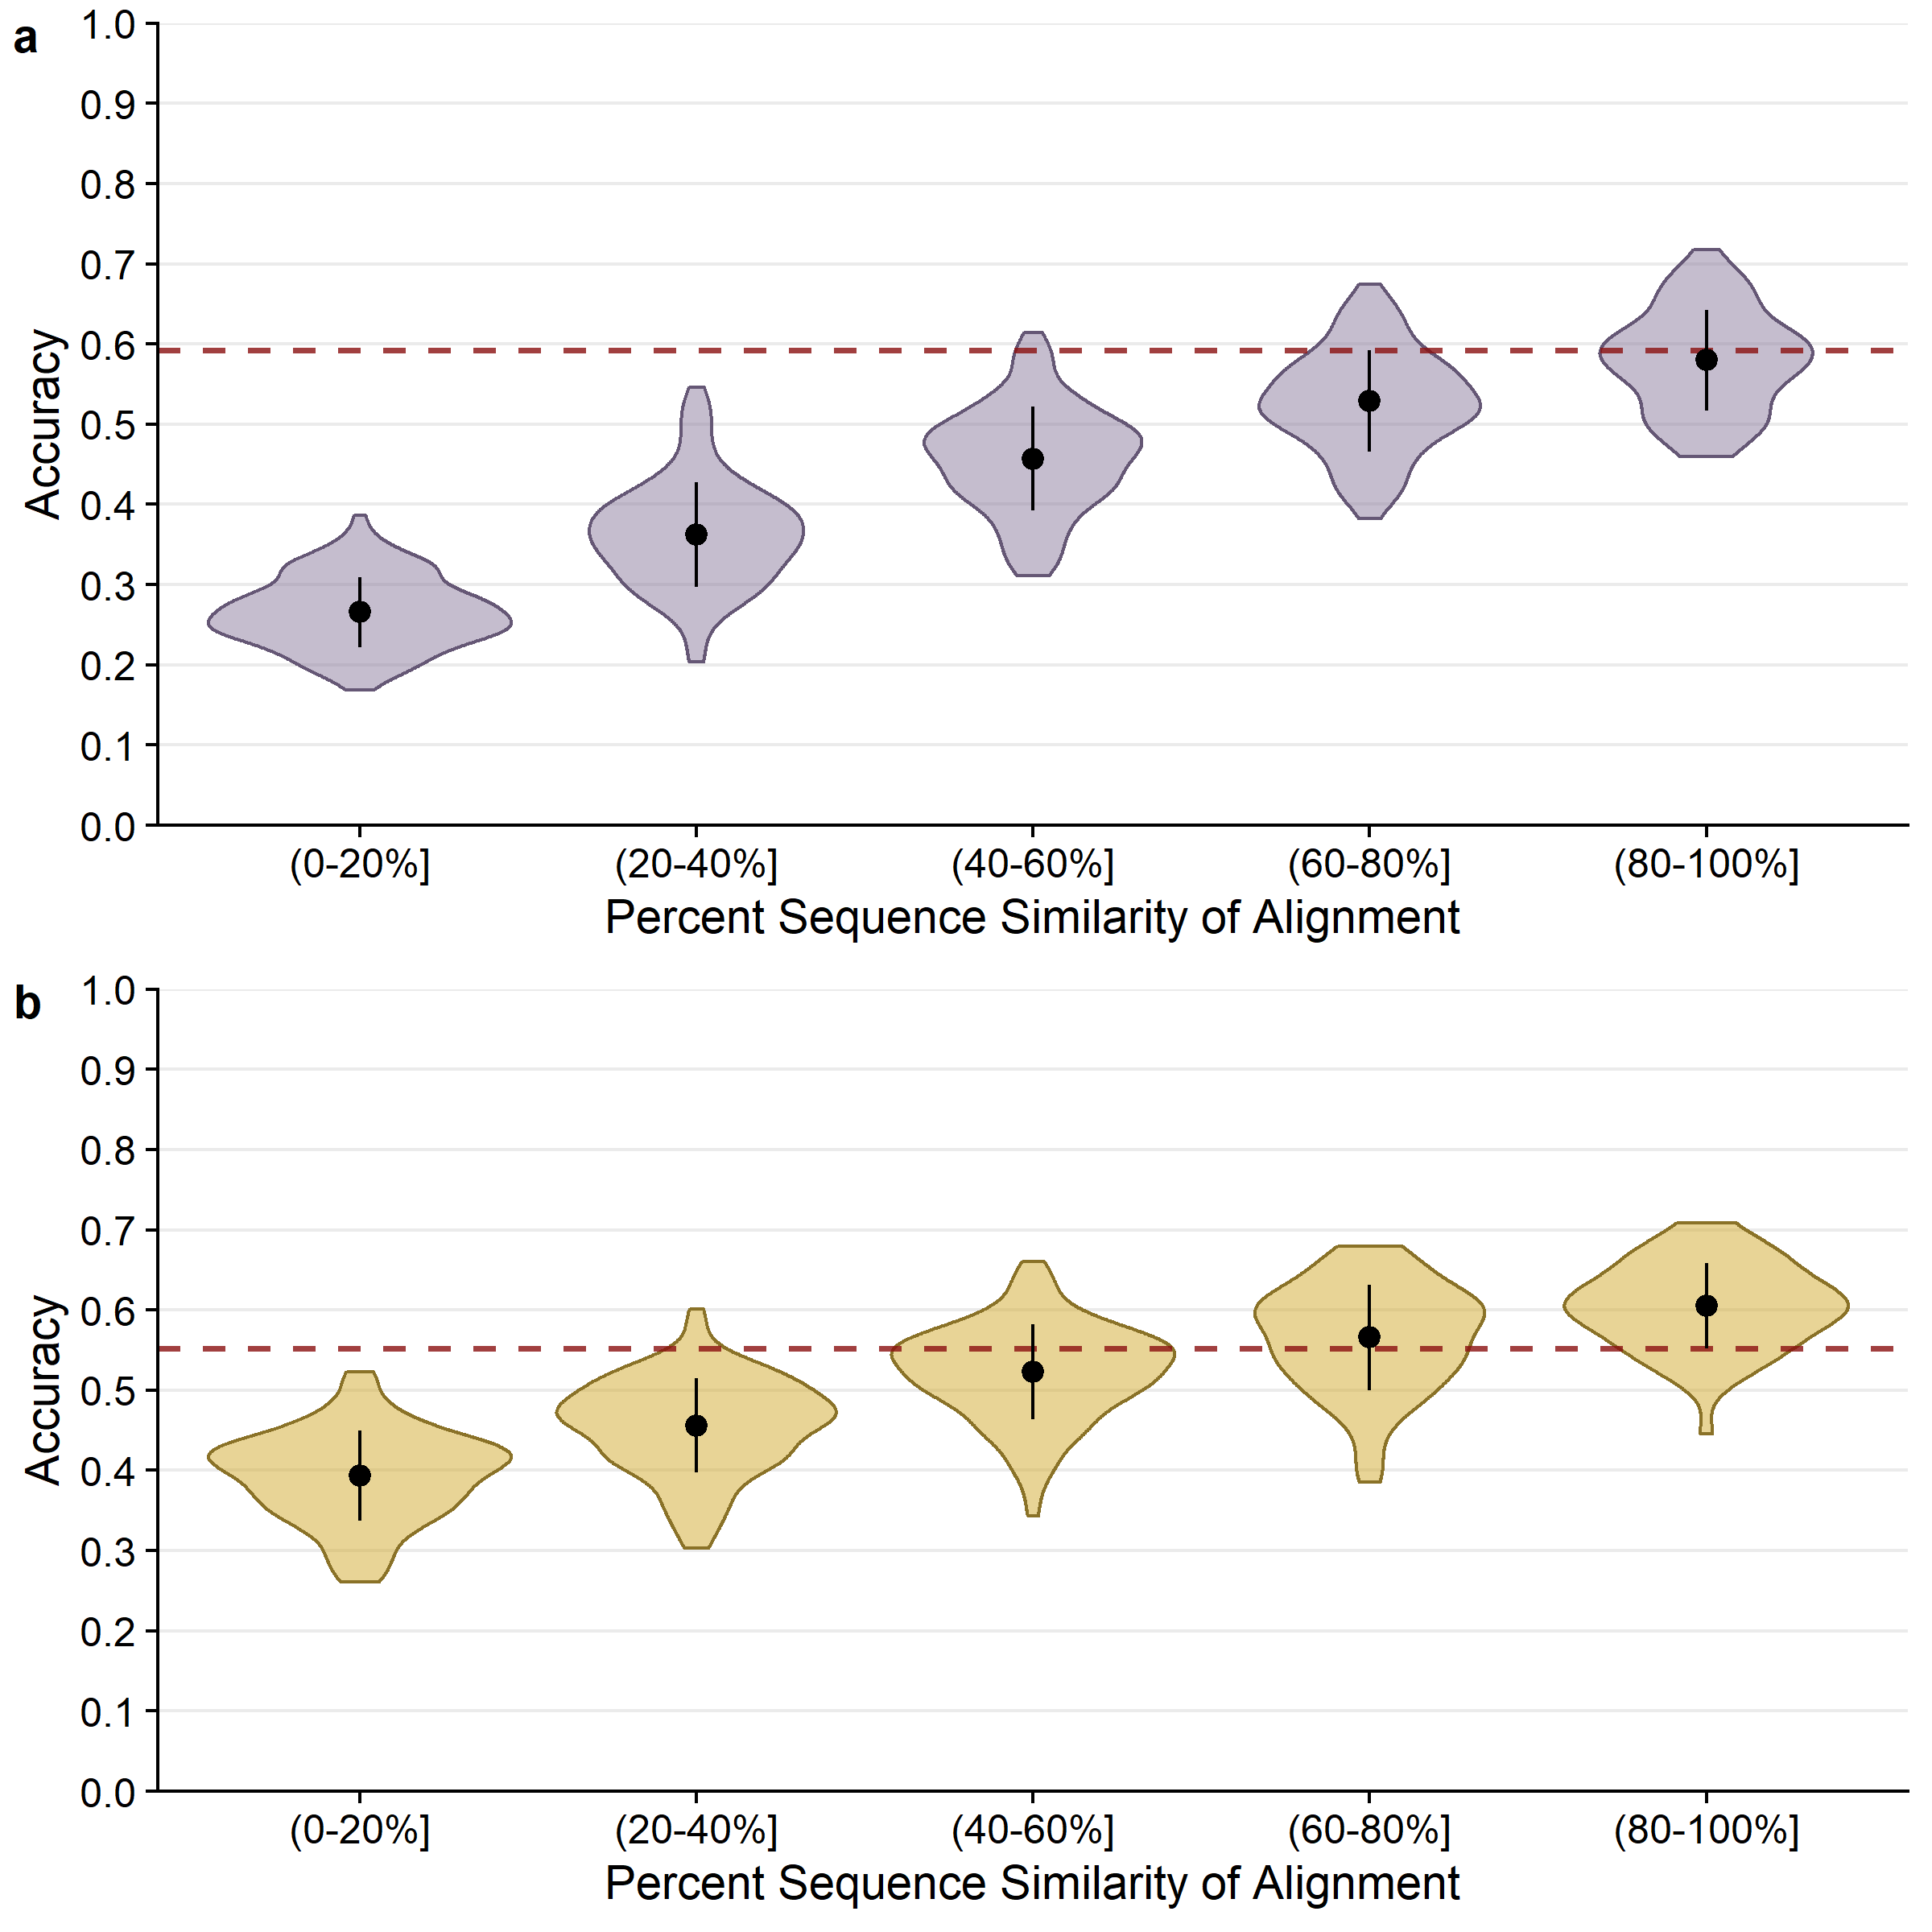 a
1.0
0.9
0.8
0.7
0.6
0.5
0.4
0.3
0.2
0.1
0.0
Accuracy
(0-20%] (20-40%] (40-60%] (60-80%] (80-100%]
Percent Sequence Similarity of Alignment
b
1.0
0.9
0.8
0.7
0.6
0.5
0.4
0.3
0.2
0.1
0.0
Accuracy
(0-20%] (20-40%] (40-60%] (60-80%] (80-100%]
Percent Sequence Similarity of Alignment